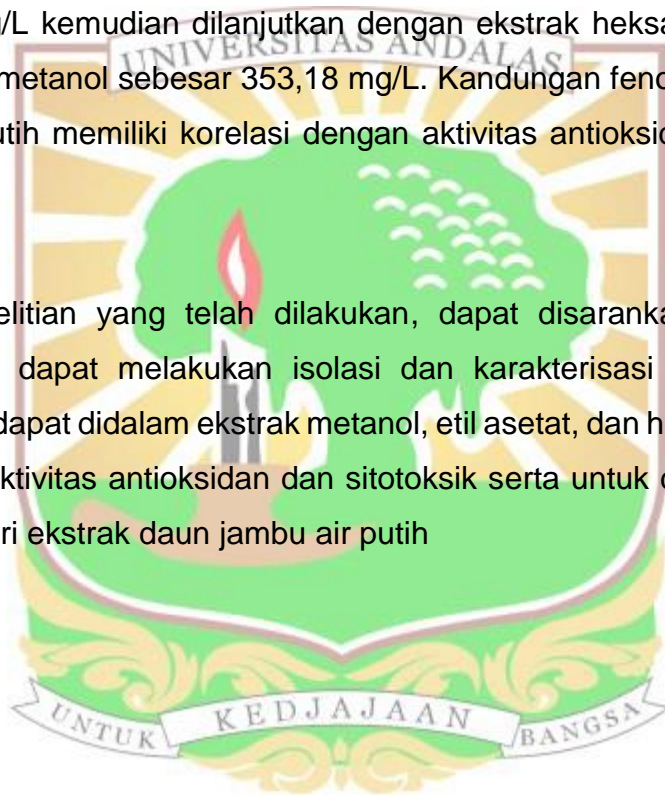 g/L kemudian dilanjutkan dengan ekstrak heksa
UNIVERSITAS ANDALAS
metanol sebesar 353,18 mg/L. Kandungan feno
utih memiliki korelasi dengan aktivitas antioksid
elitian yang telah dilakukan, dapat disaranka
dapat melakukan isolasi dan karakterisasi
dapat didalam ekstrak metanol, etil asetat, dan h
ktivitas antioksidan dan sitotoksik serta untuk
ri ekstrak daun jambu air putih
UNTUK KEDJAJAAN BANGSA